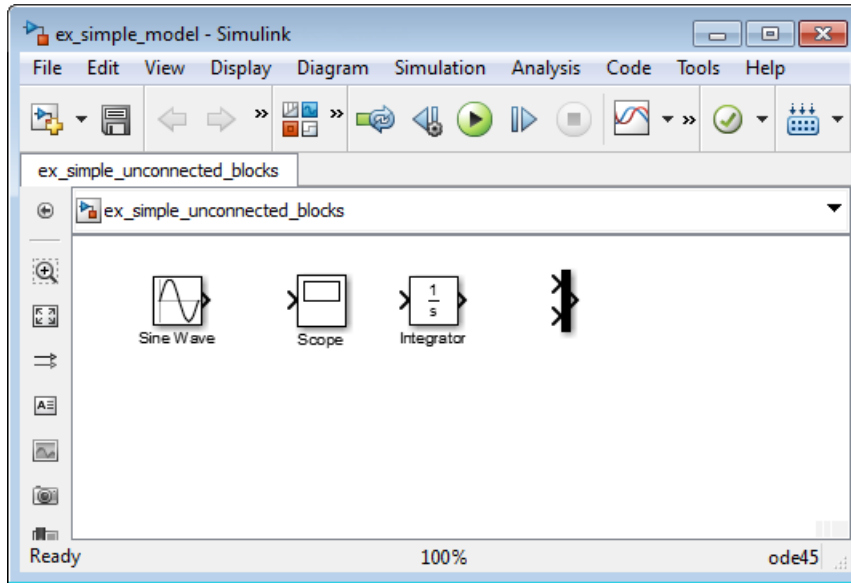 ex_simple_model - Simulink
File Edit View Display Diagram Simulation Analysis Code Tools Help
ex_simple_unconnected_blocks
ex_simple_unconnected_blocks
1
s
Sine Wave Scope Integrator
Ready 100% ode45